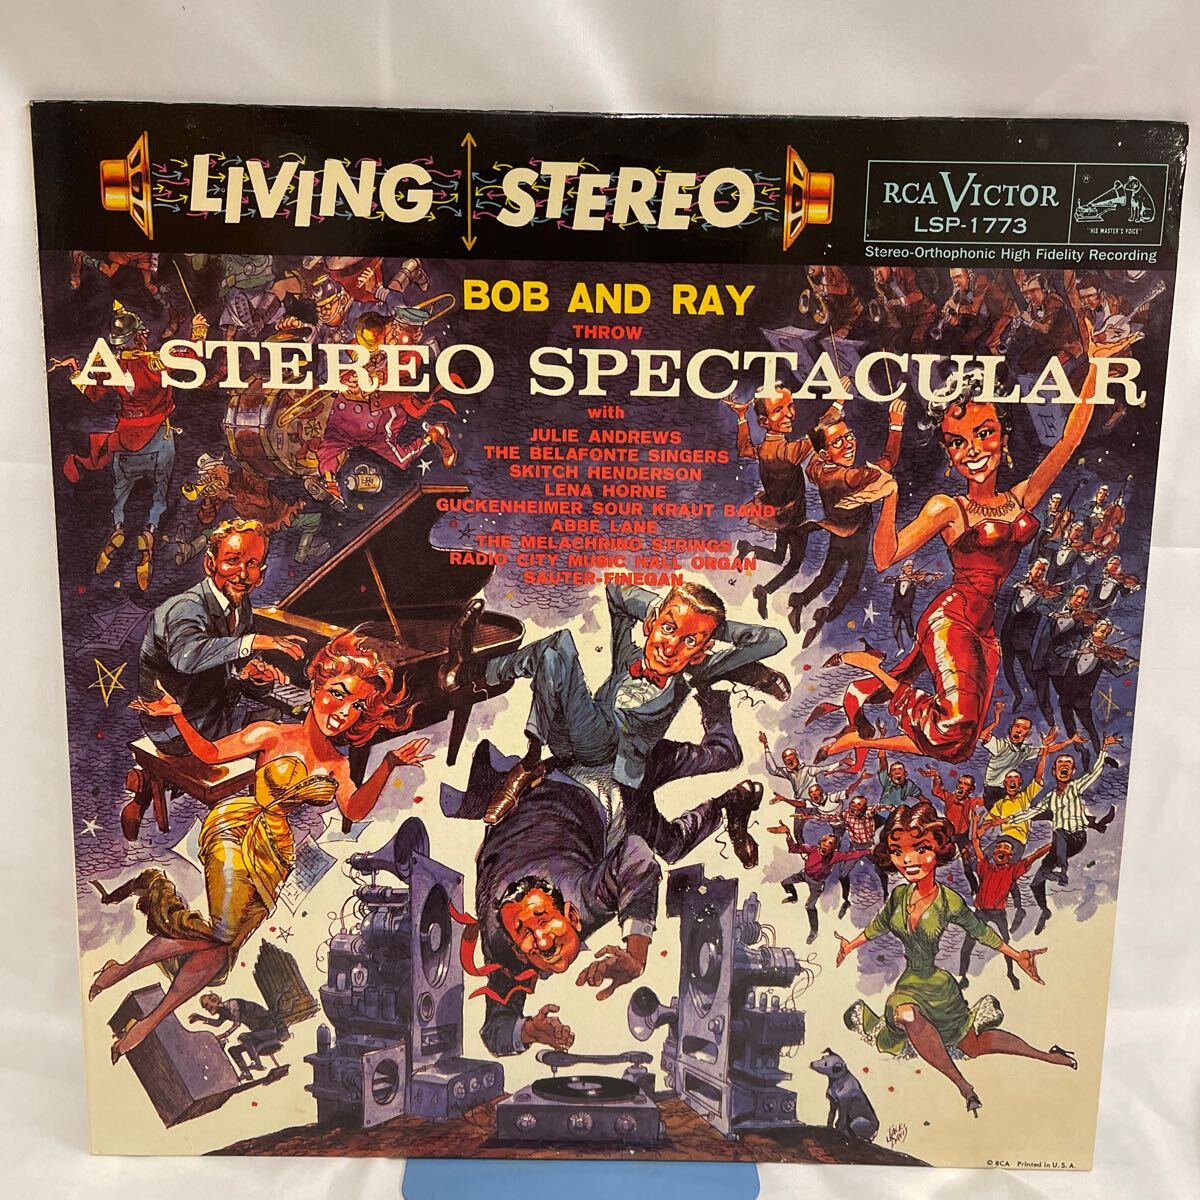 LIVING STEREO
RCA VICTOR
LSP-1773
"HIS MASTER'S VOICE"
Stereo-Orthophonic High Fidelity Recording
BOB AND RAY
THROW
A STEREO SPECTACULAR
with
JULIE ANDREWS
THE BELAFONTE SINGERS
SKITCH HENDERSON
LENA HORNE
GUCKENHEIMER SOUR KRAUT BAND
ABBE LANE
THE MELACHRINO STRINGS
RADIO CITY MUSIC HALL ORGAN
SAUTER-FINEGAN
JACK DAVIS
© RCA Printed in U.S.A.